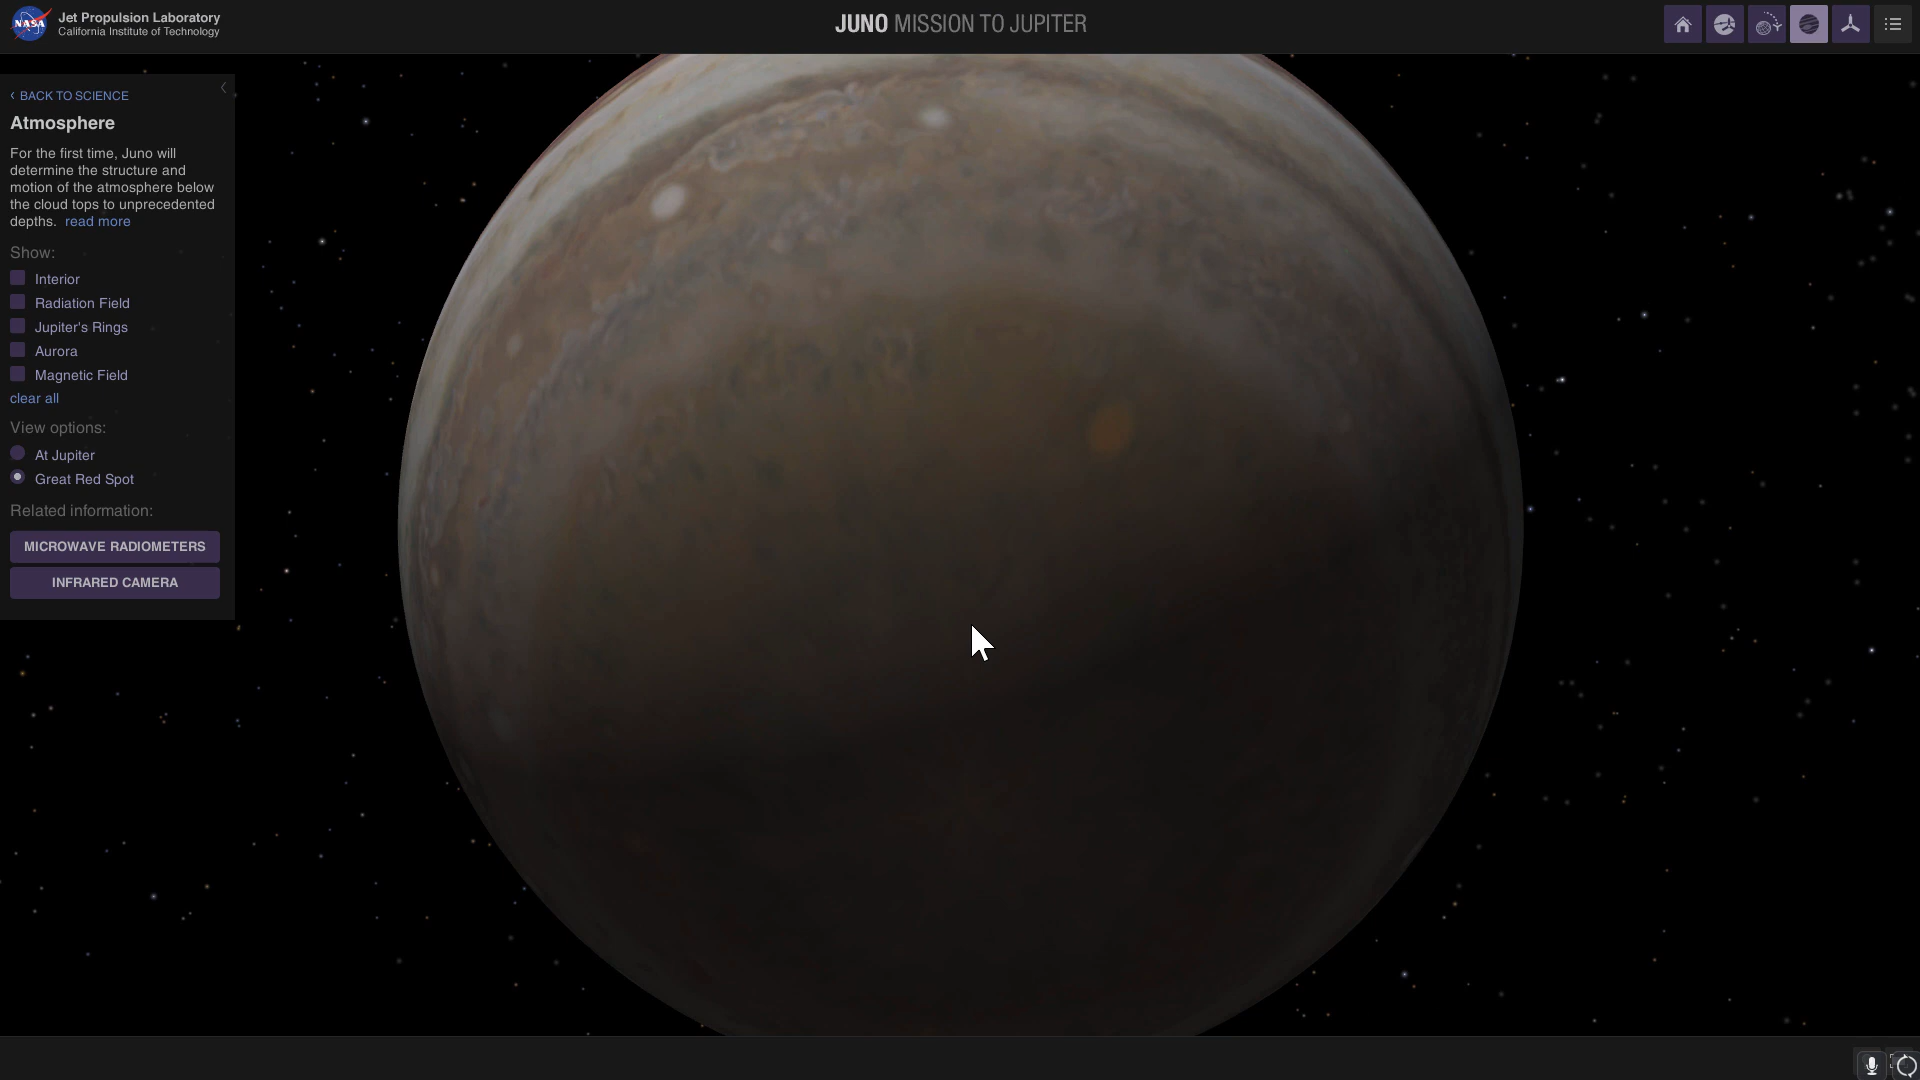 NASA
Jet Propulsion Laboratory
California Institute of Technology
JUNO MISSION TO JUPITER
‹ BACK TO SCIENCE
Atmosphere
For the first time, Juno will
determine the structure and
motion of the atmosphere below
the cloud tops to unprecedented
depths. read more
Show:
Interior
Radiation Field
Jupiter's Rings
Aurora
Magnetic Field
clear all
View options:
At Jupiter
Great Red Spot
Related information:
MICROWAVE RADIOMETERS
INFRARED CAMERA